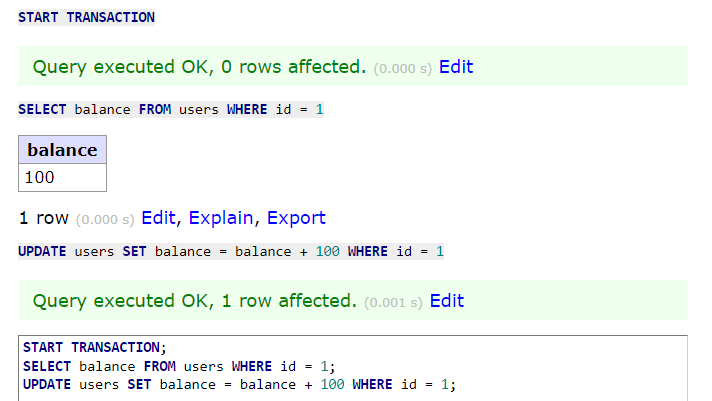 START TRANSACTION
Query executed OK, 0 rows affected. (0.000 s) Edit
SELECT balance FROM users WHERE id = 1
balance
100
1 row (0.000 s) Edit, Explain, Export
UPDATE users SET balance = balance + 100 WHERE id = 1
Query executed OK, 1 row affected. (0.001 s) Edit
START TRANSACTION;
SELECT balance FROM users WHERE id = 1;
UPDATE users SET balance = balance + 100 WHERE id = 1;